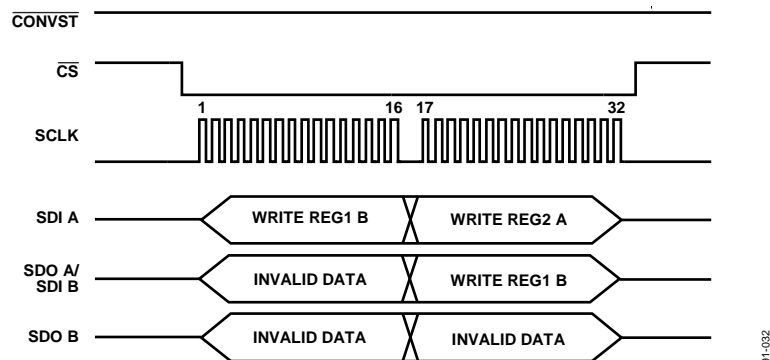 CONVST
CS
1 16 17 32
SCLK
SDI A WRITE REG1 B WRITE REG2 A
SDO A/
SDI B INVALID DATA WRITE REG1 B
SDO B INVALID DATA INVALID DATA